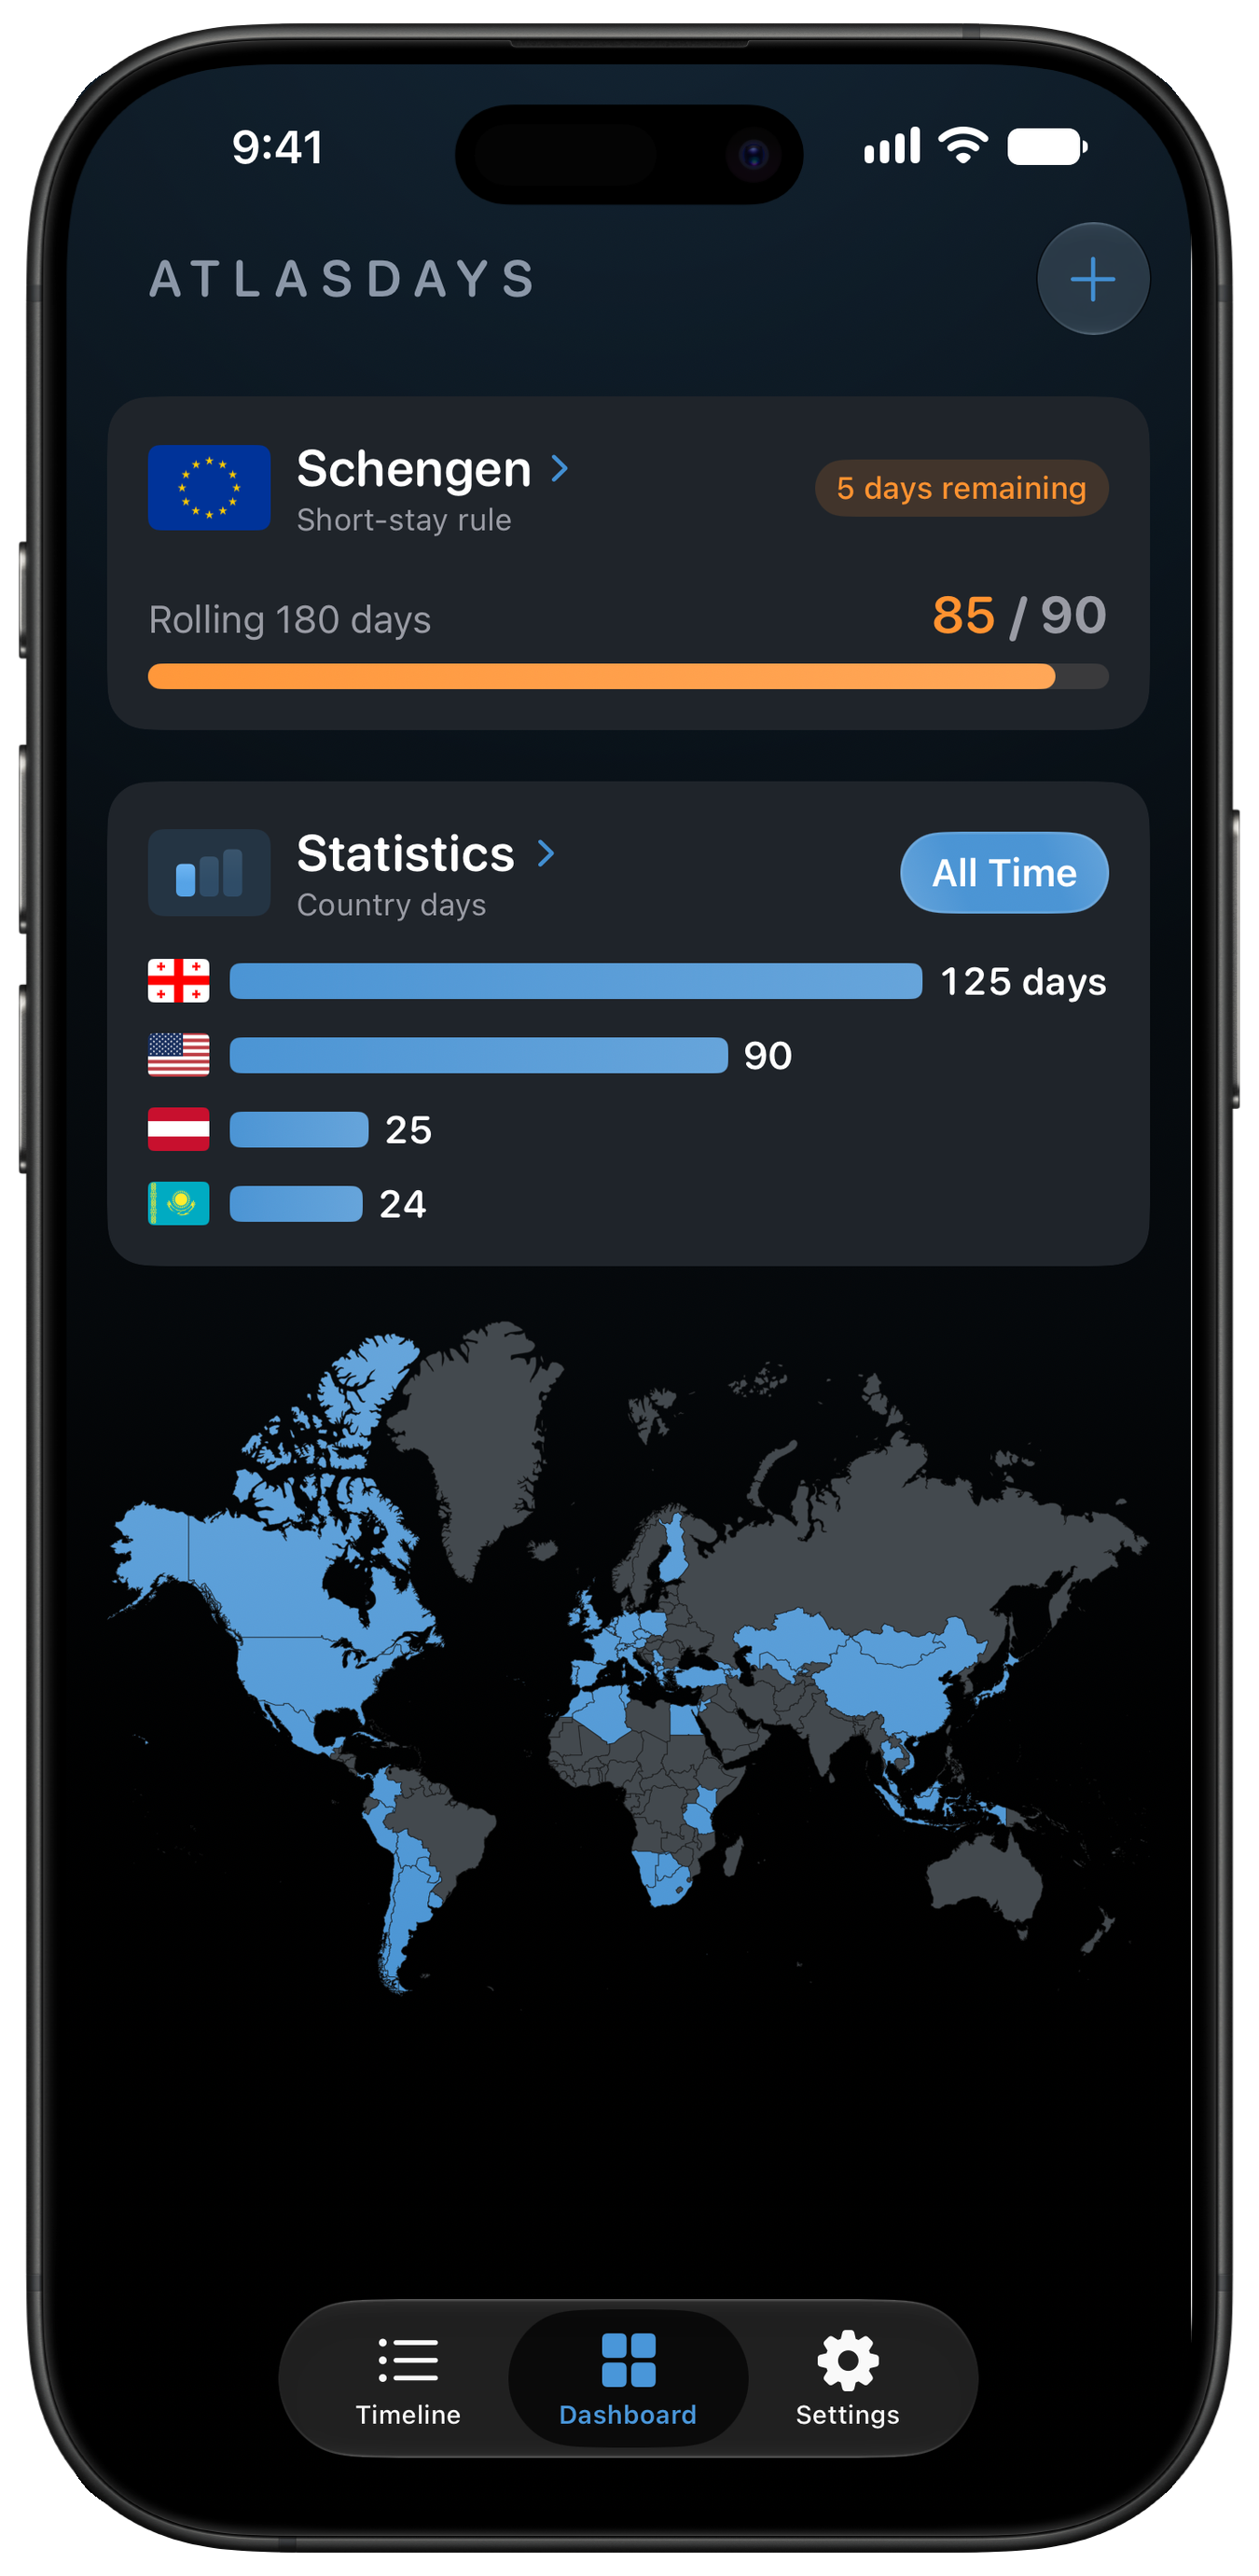 9:41
ATLASDAYS
Schengen
Short-stay rule
5 days remaining
Rolling 180 days
85 / 90
Statistics
Country days
All Time
125 days
90
25
24
Timeline
Dashboard
Settings